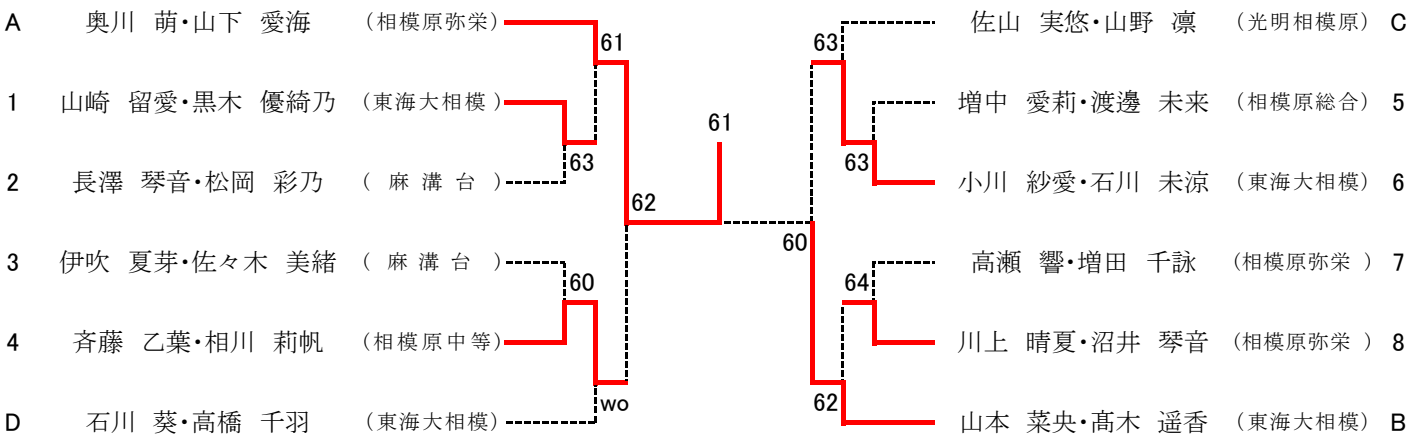 A 奥川 萌・山下 愛海 (相模原弥栄) 佐山 実悠・山野 凛 (光明相模原) C
61 63
1 山崎 留愛・黒木 優綺乃 (東海大相模) 増中 愛莉・渡邊 未来 (相模原総合) 5
61
63 63
2 長澤 琴音・松岡 彩乃 (麻溝台) 小川 紗愛・石川 未涼 (東海大相模) 6
62
60
3 伊吹 夏芽・佐々木 美緒 (麻溝台) 高瀬 響・増田 千詠 (相模原弥栄) 7
60 64
4 斉藤 乙葉・相川 莉帆 (相模原中等) 川上 晴夏・沼井 琴音 (相模原弥栄) 8
wo 62
D 石川 葵・高橋 千羽 (東海大相模) 山本 菜央・髙木 遥香 (東海大相模) B